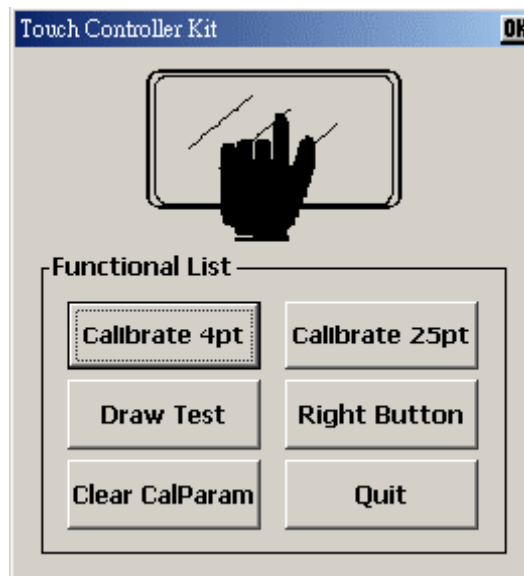 Touch Controller Kit OK
Functional List
Calibrate 4pt Calibrate 25pt
Draw Test Right Button
Clear CalParam Quit